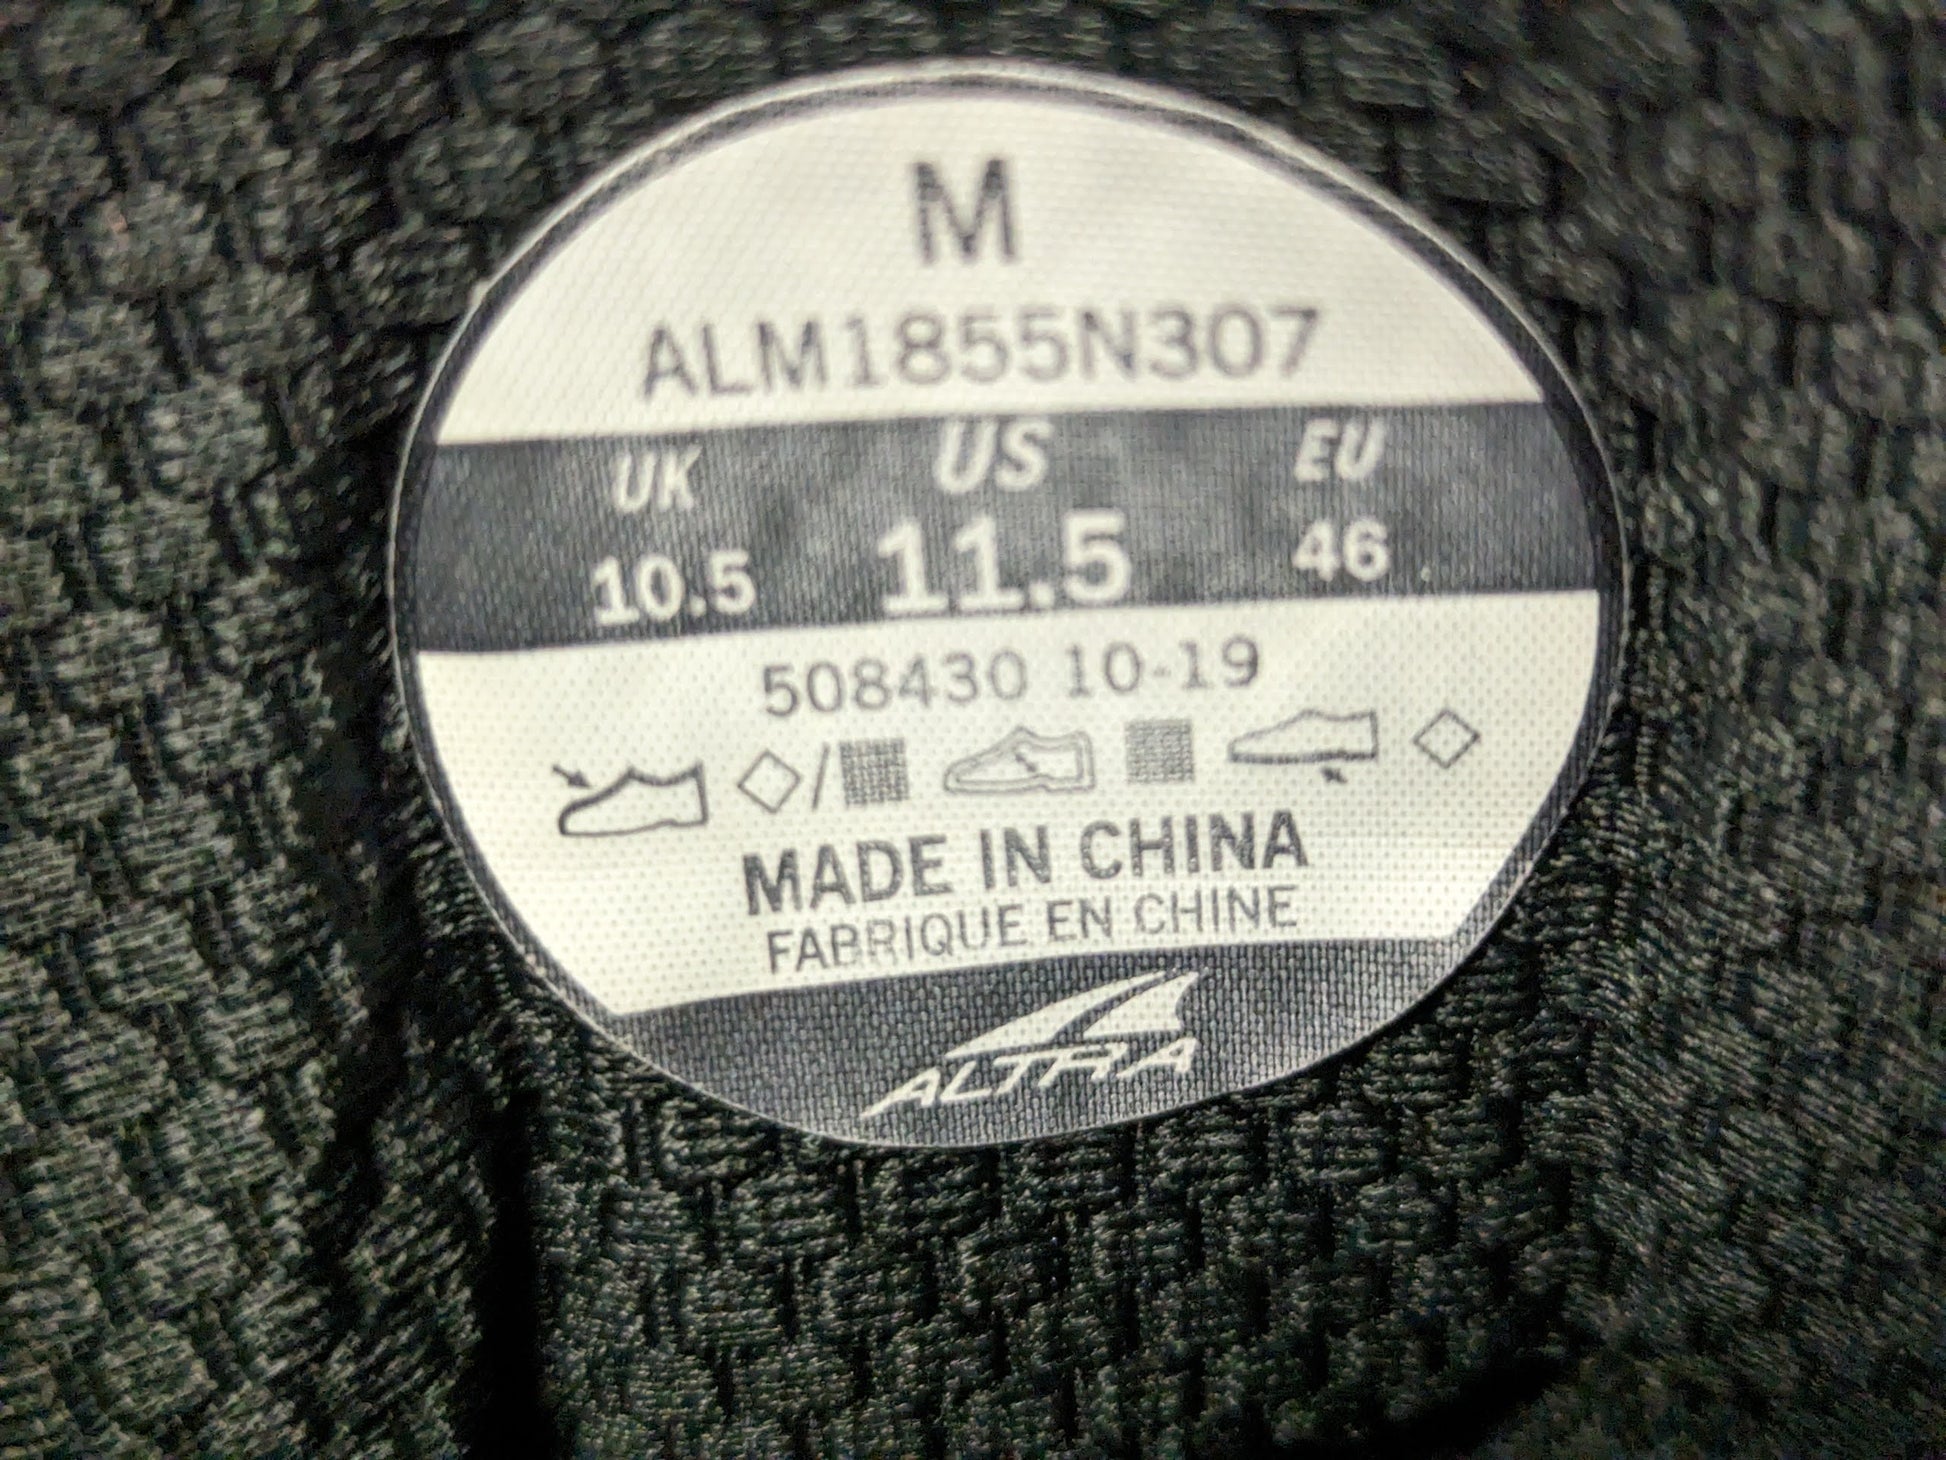 M
ALM1855N307
UK US EU
10.5 11.5 46
508430 10-19
MADE IN CHINA
FABRIQUE EN CHINE
ALTRA